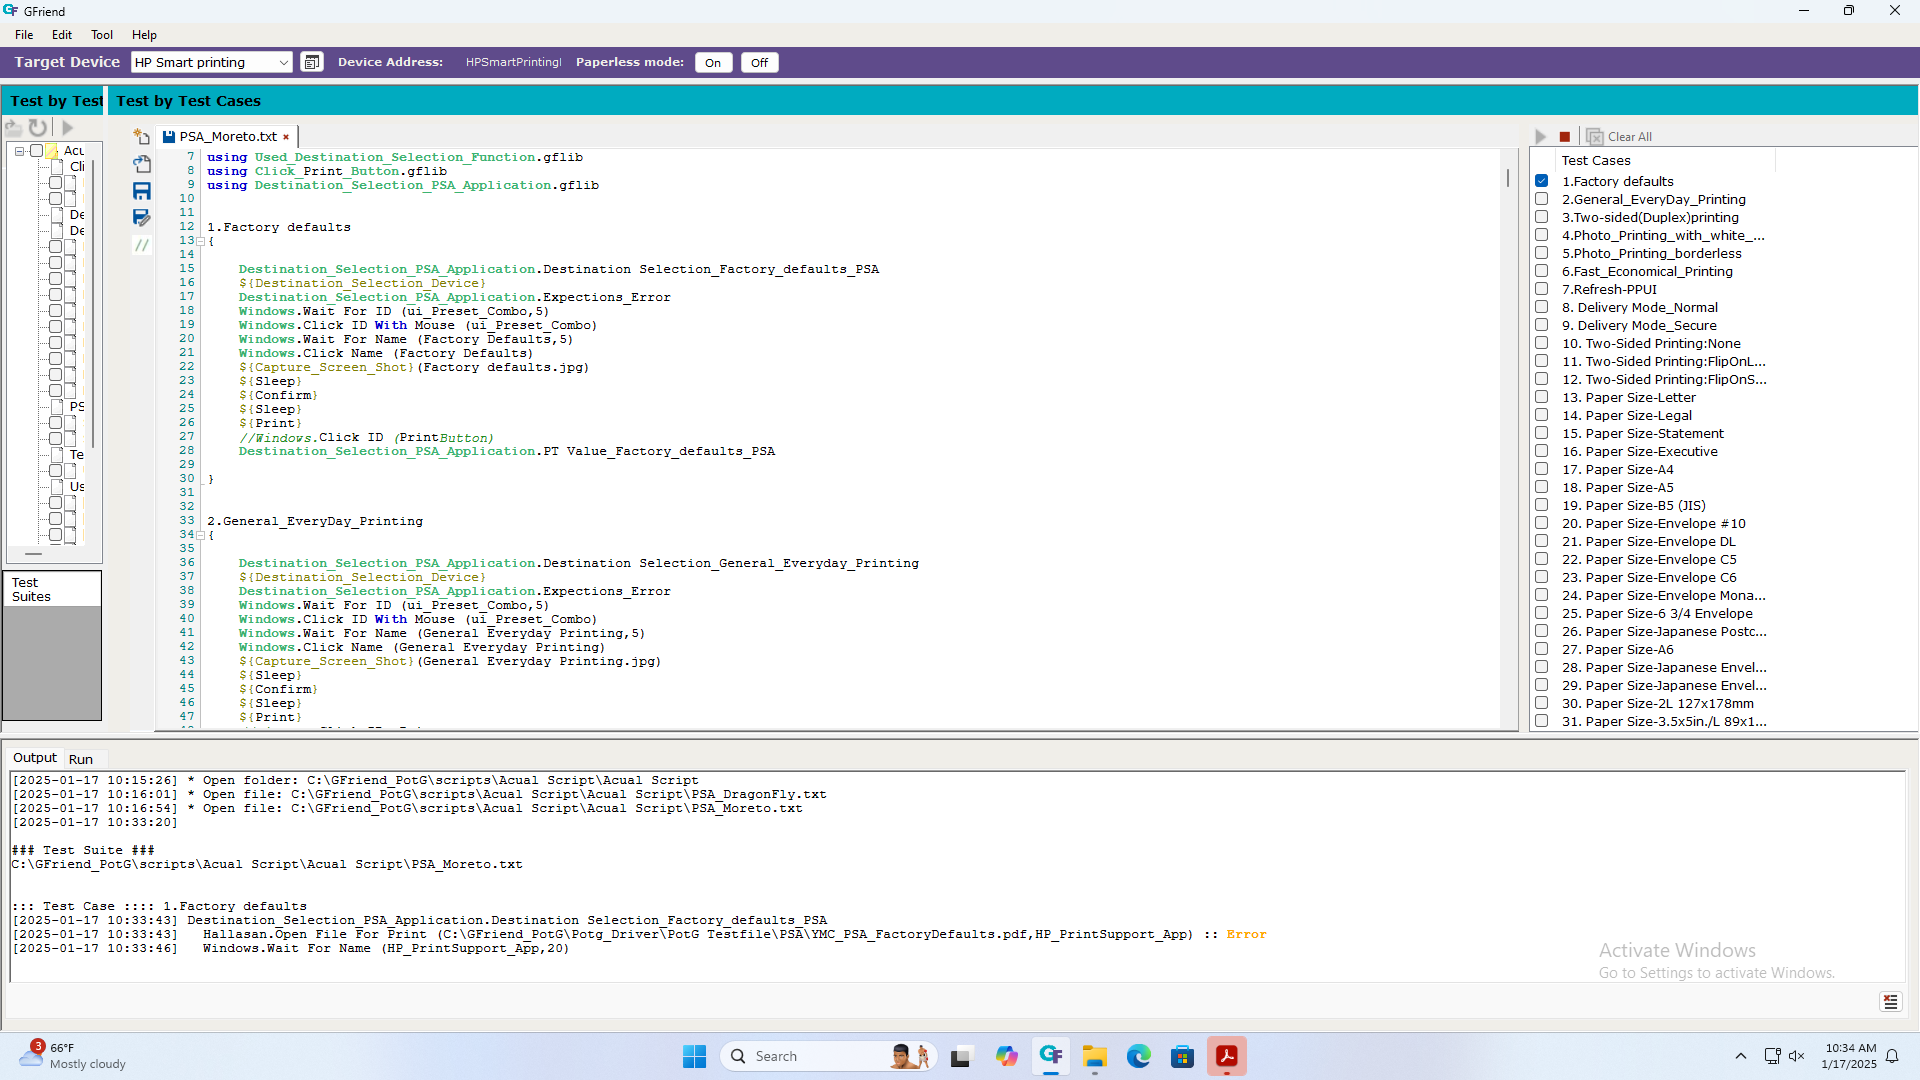 GFriend
File Edit Tool Help
Target Device HP Smart printing Device Address: HPSmartPrintingI Paperless mode: On Off
Test by Test
Test by Test Cases
Acu
Cli
De
De
PS
Te
Us
Test
Suites
PSA_Moreto.txt
7 using Used_Destination_Selection_Function.gflib
8 using Click_Print_Button.gflib
9 using Destination_Selection_PSA_Application.gflib
10
11
12 1.Factory defaults
13 {
14
15 Destination_Selection_PSA_Application.Destination Selection_Factory_defaults_PSA
16 ${Destination_Selection_Device}
17 Destination_Selection_PSA_Application.Expections_Error
18 Windows.Wait For ID (ui_Preset_Combo,5)
19 Windows.Click ID With Mouse (ui_Preset_Combo)
20 Windows.Wait For Name (Factory Defaults,5)
21 Windows.Click Name (Factory Defaults)
22 ${Capture_Screen_Shot}(Factory defaults.jpg)
23 ${Sleep}
24 ${Confirm}
25 ${Sleep}
26 ${Print}
27 //Windows.Click ID (PrintButton)
28 Destination_Selection_PSA_Application.PT Value_Factory_defaults_PSA
29
30 }
31
32
33 2.General_EveryDay_Printing
34 {
35
36 Destination_Selection_PSA_Application.Destination Selection_General_Everyday_Printing
37 ${Destination_Selection_Device}
38 Destination_Selection_PSA_Application.Expections_Error
39 Windows.Wait For ID (ui_Preset_Combo,5)
40 Windows.Click ID With Mouse (ui_Preset_Combo)
41 Windows.Wait For Name (General Everyday Printing,5)
42 Windows.Click Name (General Everyday Printing)
43 ${Capture_Screen_Shot}(General Everyday Printing.jpg)
44 ${Sleep}
45 ${Confirm}
46 ${Sleep}
47 ${Print}
Clear All
Test Cases
1.Factory defaults
2.General_EveryDay_Printing
3.Two-sided(Duplex)printing
4.Photo_Printing_with_white_...
5.Photo_Printing_borderless
6.Fast_Economical_Printing
7.Refresh-PPUI
8. Delivery Mode_Normal
9. Delivery Mode_Secure
10. Two-Sided Printing:None
11. Two-Sided Printing:FlipOnL...
12. Two-Sided Printing:FlipOnS...
13. Paper Size-Letter
14. Paper Size-Legal
15. Paper Size-Statement
16. Paper Size-Executive
17. Paper Size-A4
18. Paper Size-A5
19. Paper Size-B5 (JIS)
20. Paper Size-Envelope #10
21. Paper Size-Envelope DL
22. Paper Size-Envelope C5
23. Paper Size-Envelope C6
24. Paper Size-Envelope Mona...
25. Paper Size-6 3/4 Envelope
26. Paper Size-Japanese Postc...
27. Paper Size-A6
28. Paper Size-Japanese Envel...
29. Paper Size-Japanese Envel...
30. Paper Size-2L 127x178mm
31. Paper Size-3.5x5in./L 89x1...
Output Run
[2025-01-17 10:15:26] * Open folder: C:\GFriend_PotG\scripts\Acual Script\Acual Script
[2025-01-17 10:16:01] * Open file: C:\GFriend_PotG\scripts\Acual Script\Acual Script\PSA_DragonFly.txt
[2025-01-17 10:16:54] * Open file: C:\GFriend_PotG\scripts\Acual Script\Acual Script\PSA_Moreto.txt
[2025-01-17 10:33:20]
### Test Suite ###
C:\GFriend_PotG\scripts\Acual Script\Acual Script\PSA_Moreto.txt
::: Test Case :::: 1.Factory defaults
[2025-01-17 10:33:43] Destination_Selection_PSA_Application.Destination Selection_Factory_defaults_PSA
[2025-01-17 10:33:43] Hallasan.Open File For Print (C:\GFriend_PotG\Potg_Driver\PotG Testfile\PSA\YMC_PSA_FactoryDefaults.pdf,HP_PrintSupport_App) :: Error
[2025-01-17 10:33:46] Windows.Wait For Name (HP_PrintSupport_App,20)
Activate Windows
Go to Settings to activate Windows.
3
66°F
Mostly cloudy
Search
10:34 AM
1/17/2025